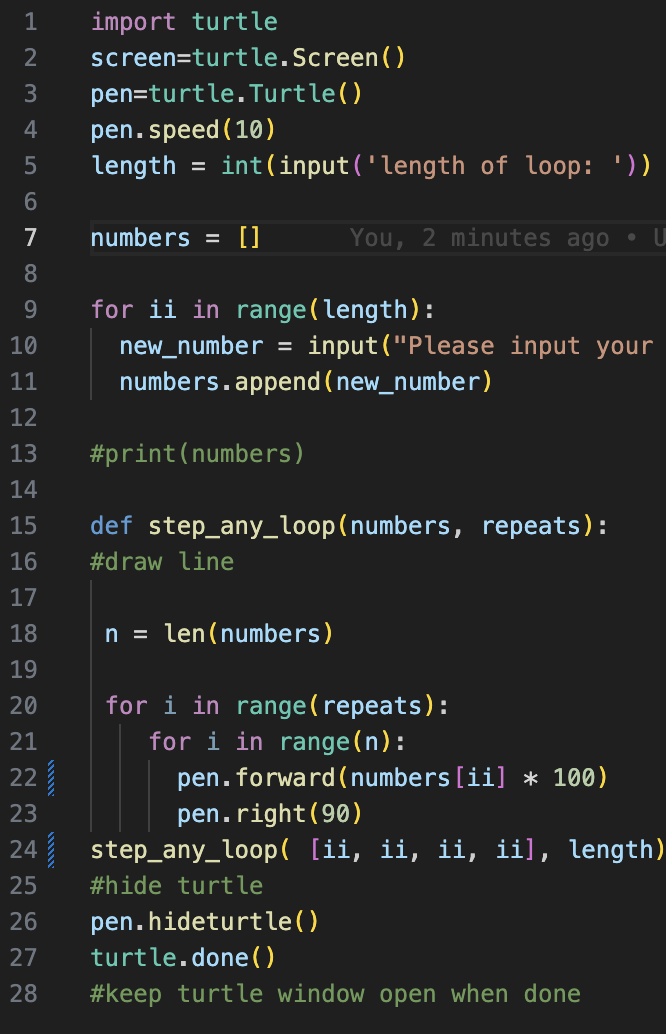 1 import turtle
2 screen=turtle.Screen()
3 pen=turtle.Turtle()
4 pen.speed(10)
5 length = int(input('length of loop: '))
6
7 numbers = [] You, 2 minutes ago • U
8
9 for ii in range(length):
10 new_number = input("Please input your
11 numbers.append(new_number)
12
13 #print(numbers)
14
15 def step_any_loop(numbers, repeats):
16 #draw line
17
18 n = len(numbers)
19
20 for i in range(repeats):
21 for i in range(n):
22 pen.forward(numbers[ii] * 100)
23 pen.right(90)
24 step_any_loop( [ii, ii, ii, ii], length)
25 #hide turtle
26 pen.hideturtle()
27 turtle.done()
28 #keep turtle window open when done